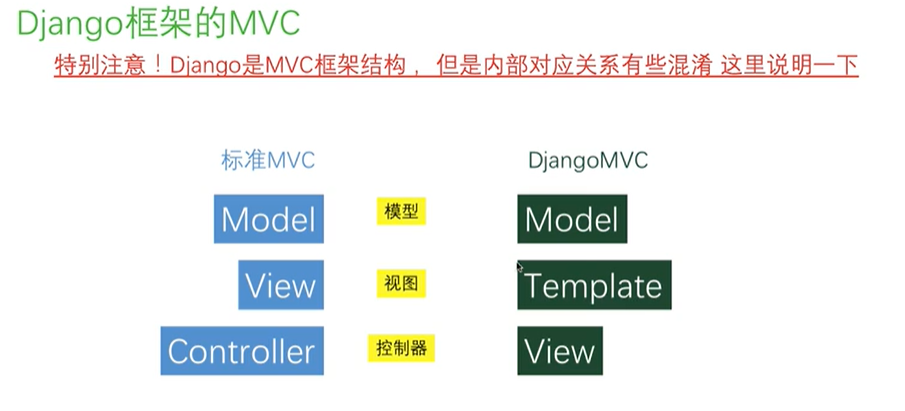 Django框架的MVC
特别注意！Django是MVC框架结构， 但是内部对应关系有些混淆 这里说明一下
标准MVC DjangoMVC
Model 模型 Model
View 视图 Template
Controller 控制器 View